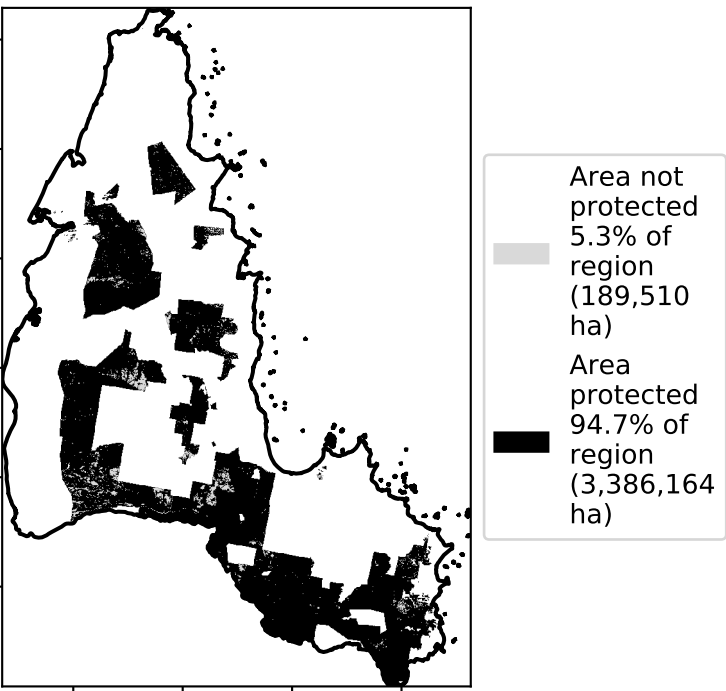 Area not
protected
5.3% of
region
(189,510
ha)
Area
protected
94.7% of
region
(3,386,164
ha)